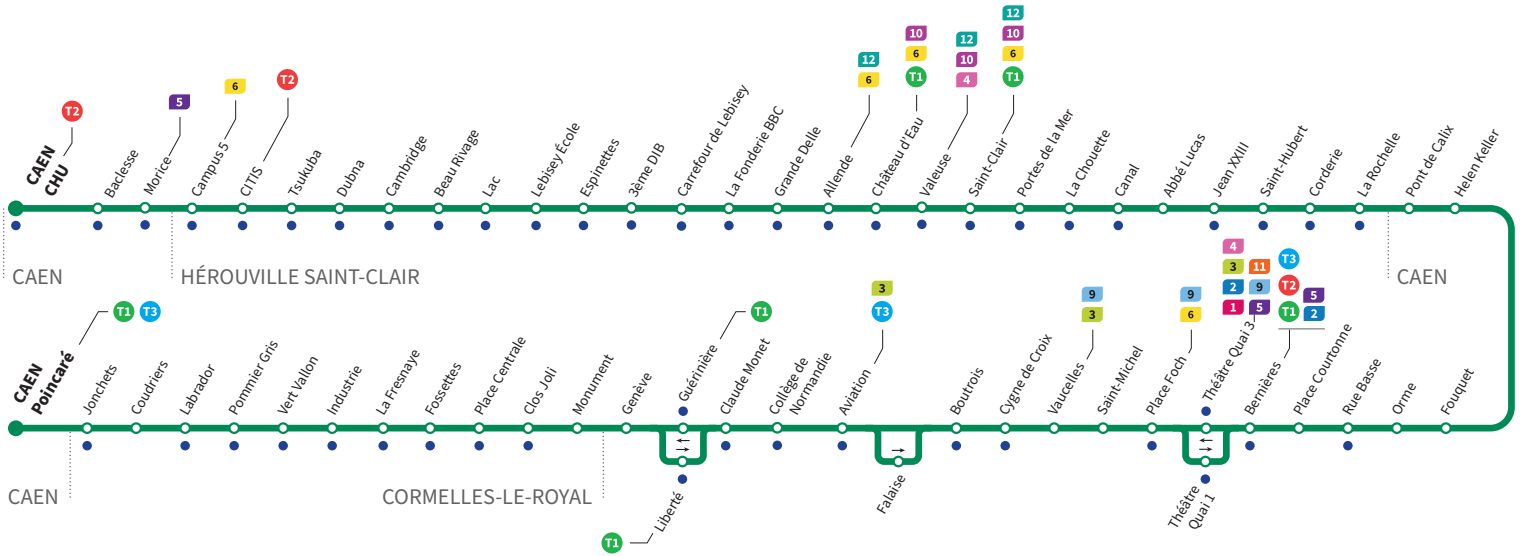 12
10
6
T1
12
10
4
10
6
T1
12
6
T2
6
5
T2
CAEN
CHU
Baclesse
Morice
Campus 5
CITIS
Tsukuba
Dubna
Cambridge
Beau Rivage
Lac
Lebisey École
Espinettes
3ème DIB
Carrefour de Lebisey
La Fonderie BBC
Grande Delle
Allende
Château d'Eau
Valeuse
Saint-Clair
Portes de la Mer
La Chouette
Canal
Abbé Lucas
Jean XXIII
Saint-Hubert
Corderie
La Rochelle
Pont de Calix
Helen Keller
CAEN
HÉROUVILLE SAINT-CLAIR
CAEN
T1 T3
T1
3
T3
9
3
9
6
4
3 11
2 9
1 5
T3
T2
T1
5
2
CAEN
Poincaré
Jonchets
Coudriers
Labrador
Pommier Gris
Vert Vallon
Industrie
La Fresnaye
Fossettes
Place Centrale
Clos Joli
Monument
Genève
Guérinière
Claude Monet
Collège de
Normandie
Aviation
Boutrois
Cygne de Croix
Vaucelles
Saint-Michel
Place Foch
Théâtre Quai 3
Bernières
Place Courtonne
Rue Basse
Orme
Fouquet
CAEN
CORMELLES-LE-ROYAL
T1
Liberté
Falaise
Théâtre
Quai 1